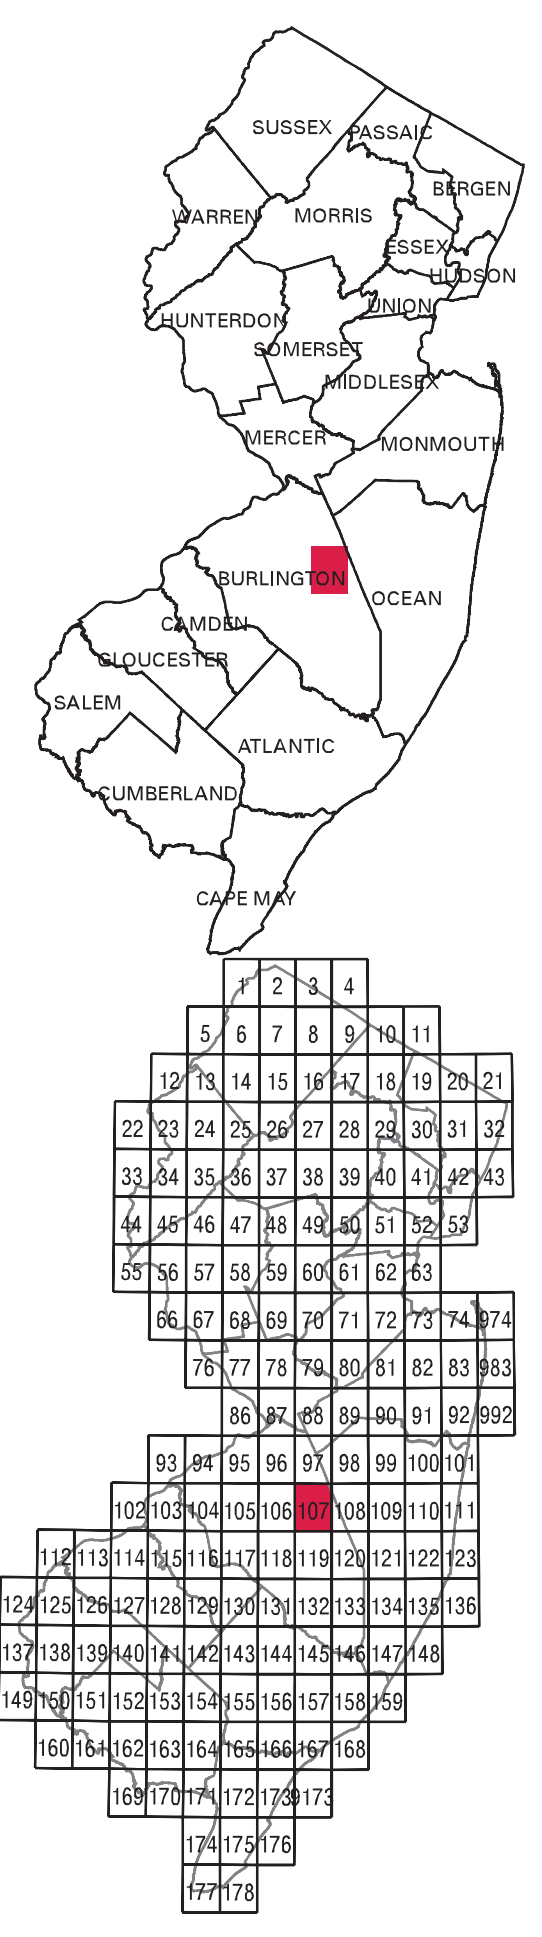 SUSSEX
PASSAIC
BERGEN
WARREN
MORRIS
ESSEX
HUDSON
UNION
HUNTERDON
SOMERSET
MIDDLESEX
MERCER
MONMOUTH
BURLINGTON
OCEAN
CAMDEN
GLOUCESTER
SALEM
ATLANTIC
CUMBERLAND
CAPE MAY
1 2 3 4
5 6 7 8 9 10 11
12 13 14 15 16 17 18 19 20 21
22 23 24 25 26 27 28 29 30 31 32
33 34 35 36 37 38 39 40 41 42 43
44 45 46 47 48 49 50 51 52 53
55 56 57 58 59 60 61 62 63
66 67 68 69 70 71 72 73 74 974
76 77 78 79 80 81 82 83 983
86 87 88 89 90 91 92 992
93 94 95 96 97 98 99 100 101
102 103 104 105 106 107 108 109 110 111
112 113 114 115 116 117 118 119 120 121 122 123
124 125 126 127 128 129 130 131 132 133 134 135 136
137 138 139 140 141 142 143 144 145 146 147 148
149 150 151 152 153 154 155 156 157 158 159
160 161 162 163 164 165 166 167 168
169 170 171 172 173 9173
174 175 176
177 178